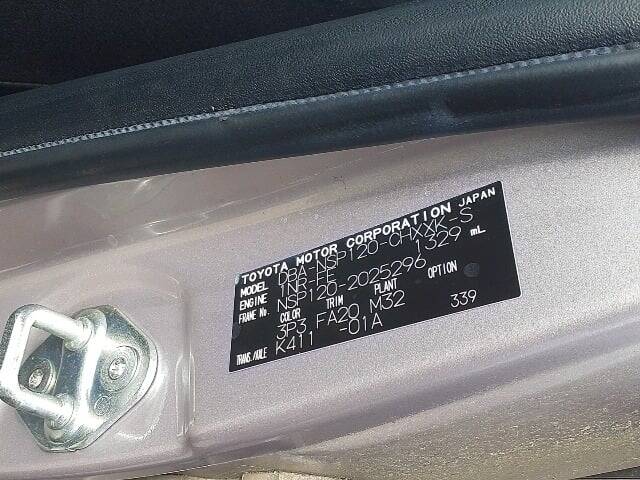 TOYOTA MOTOR CORPORATION JAPAN
MODEL DBA-NSP120-CHXXK-S
ENGINE 1NR-FE 1329 mL
FRAME No. NSP120-2025296
COLOR TRIM PLANT OPTION
3P3 FA20 M32 339
TRANS./AXLE K411 -01A